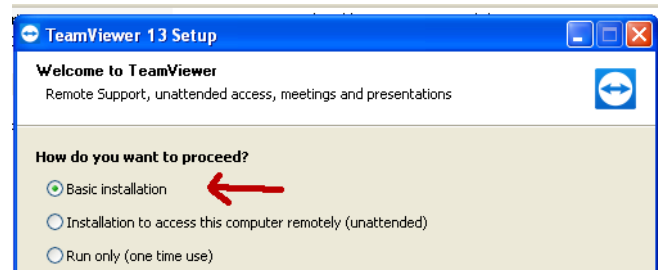 TeamViewer 13 Setup
Welcome to TeamViewer
Remote Support, unattended access, meetings and presentations
How do you want to proceed?
Basic installation
Installation to access this computer remotely (unattended)
Run only (one time use)